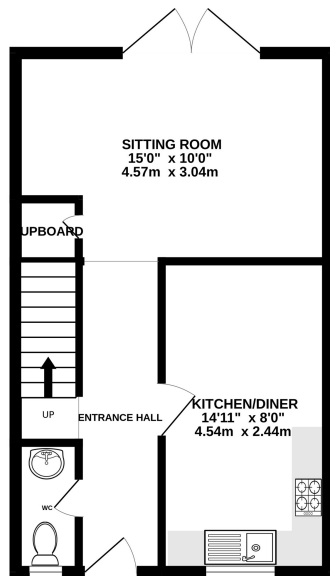 SITTING ROOM
15'0" x 10'0"
4.57m x 3.04m
UPBOARD
KITCHEN/DINER
14'11" x 8'0"
4.54m x 2.44m
UP
ENTRANCE HALL
WC